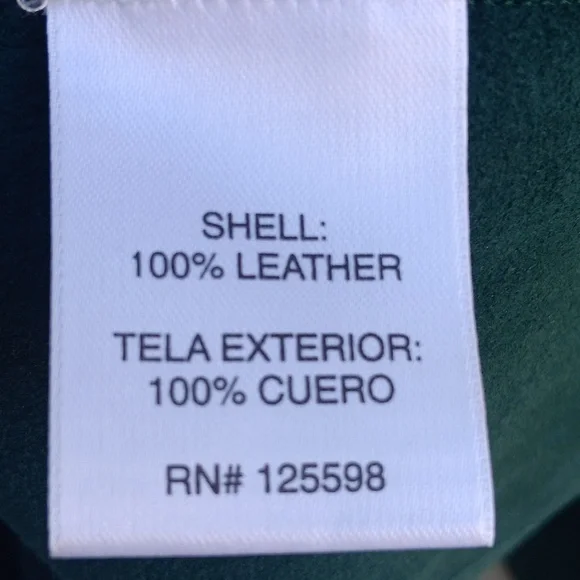 SHELL:
100% LEATHER
TELA EXTERIOR:
100% CUERO
RN# 125598